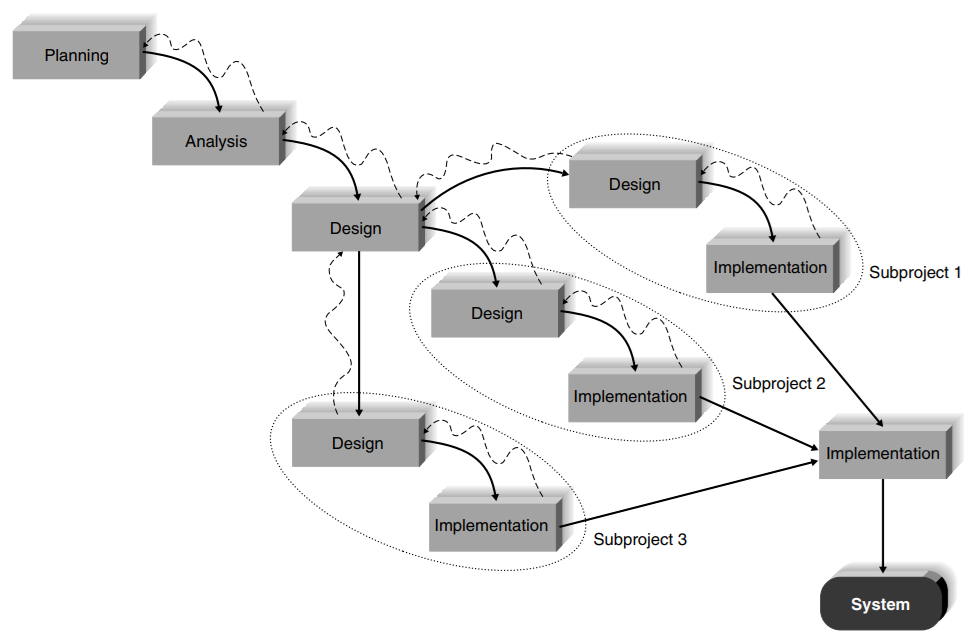 Planning
Analysis
Design
Design
Implementation
Subproject 1
Design
Implementation
Subproject 2
Design
Implementation
Subproject 3
Implementation
System